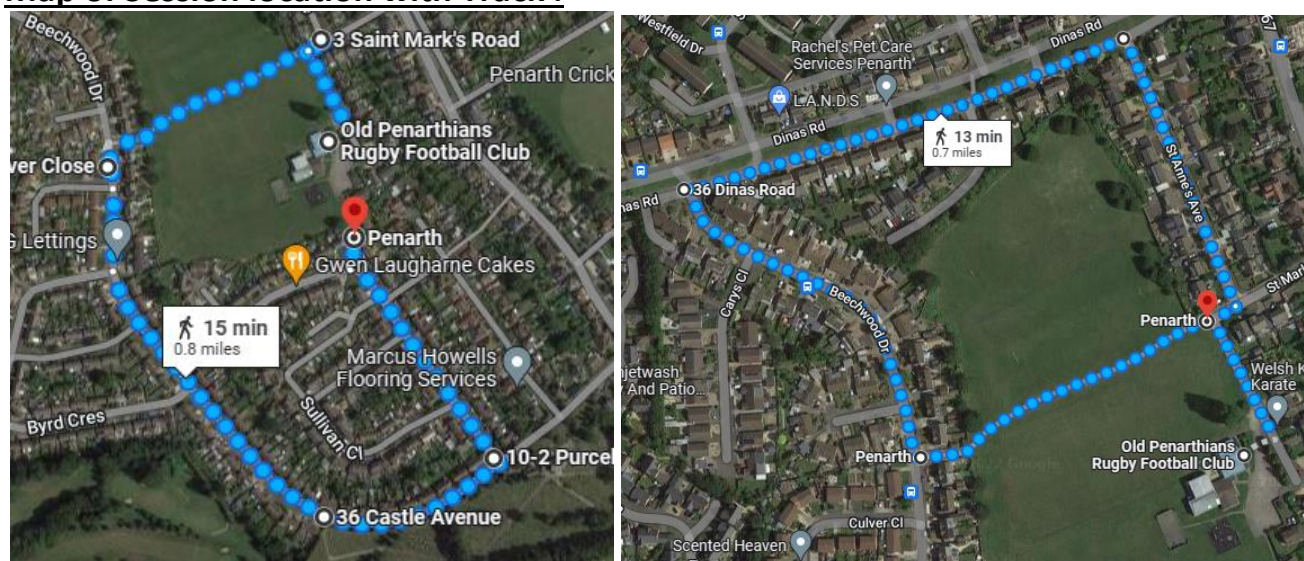 Map of session location with Track:
Beechwood Dr
3 Saint Mark's Road
Penarth Crick
Old Penarthians
Rugby Football Club
ver Close
G Lettings
Penarth
Gwen Laugharne Cakes
15 min
0.8 miles
Marcus Howells
Flooring Services
Byrd Cres
Sullivan Cl
10-2 Purcel
36 Castle Avenue
Westfield Dr
Rachel's Pet Care
Services Penarth
Dinas Rd
L.A.N.D.S
Dinas Rd
13 min
0.7 miles
36 Dinas Road
nas Rd
St Anne's Ave
Carys Cl
Beechwood Dr
St Mar
Penarth
njetwash
y And Patio...
Welsh K
Karate
Old Penarthians
Rugby Football Club
Penarth
Culver Cl
Scented Heaven